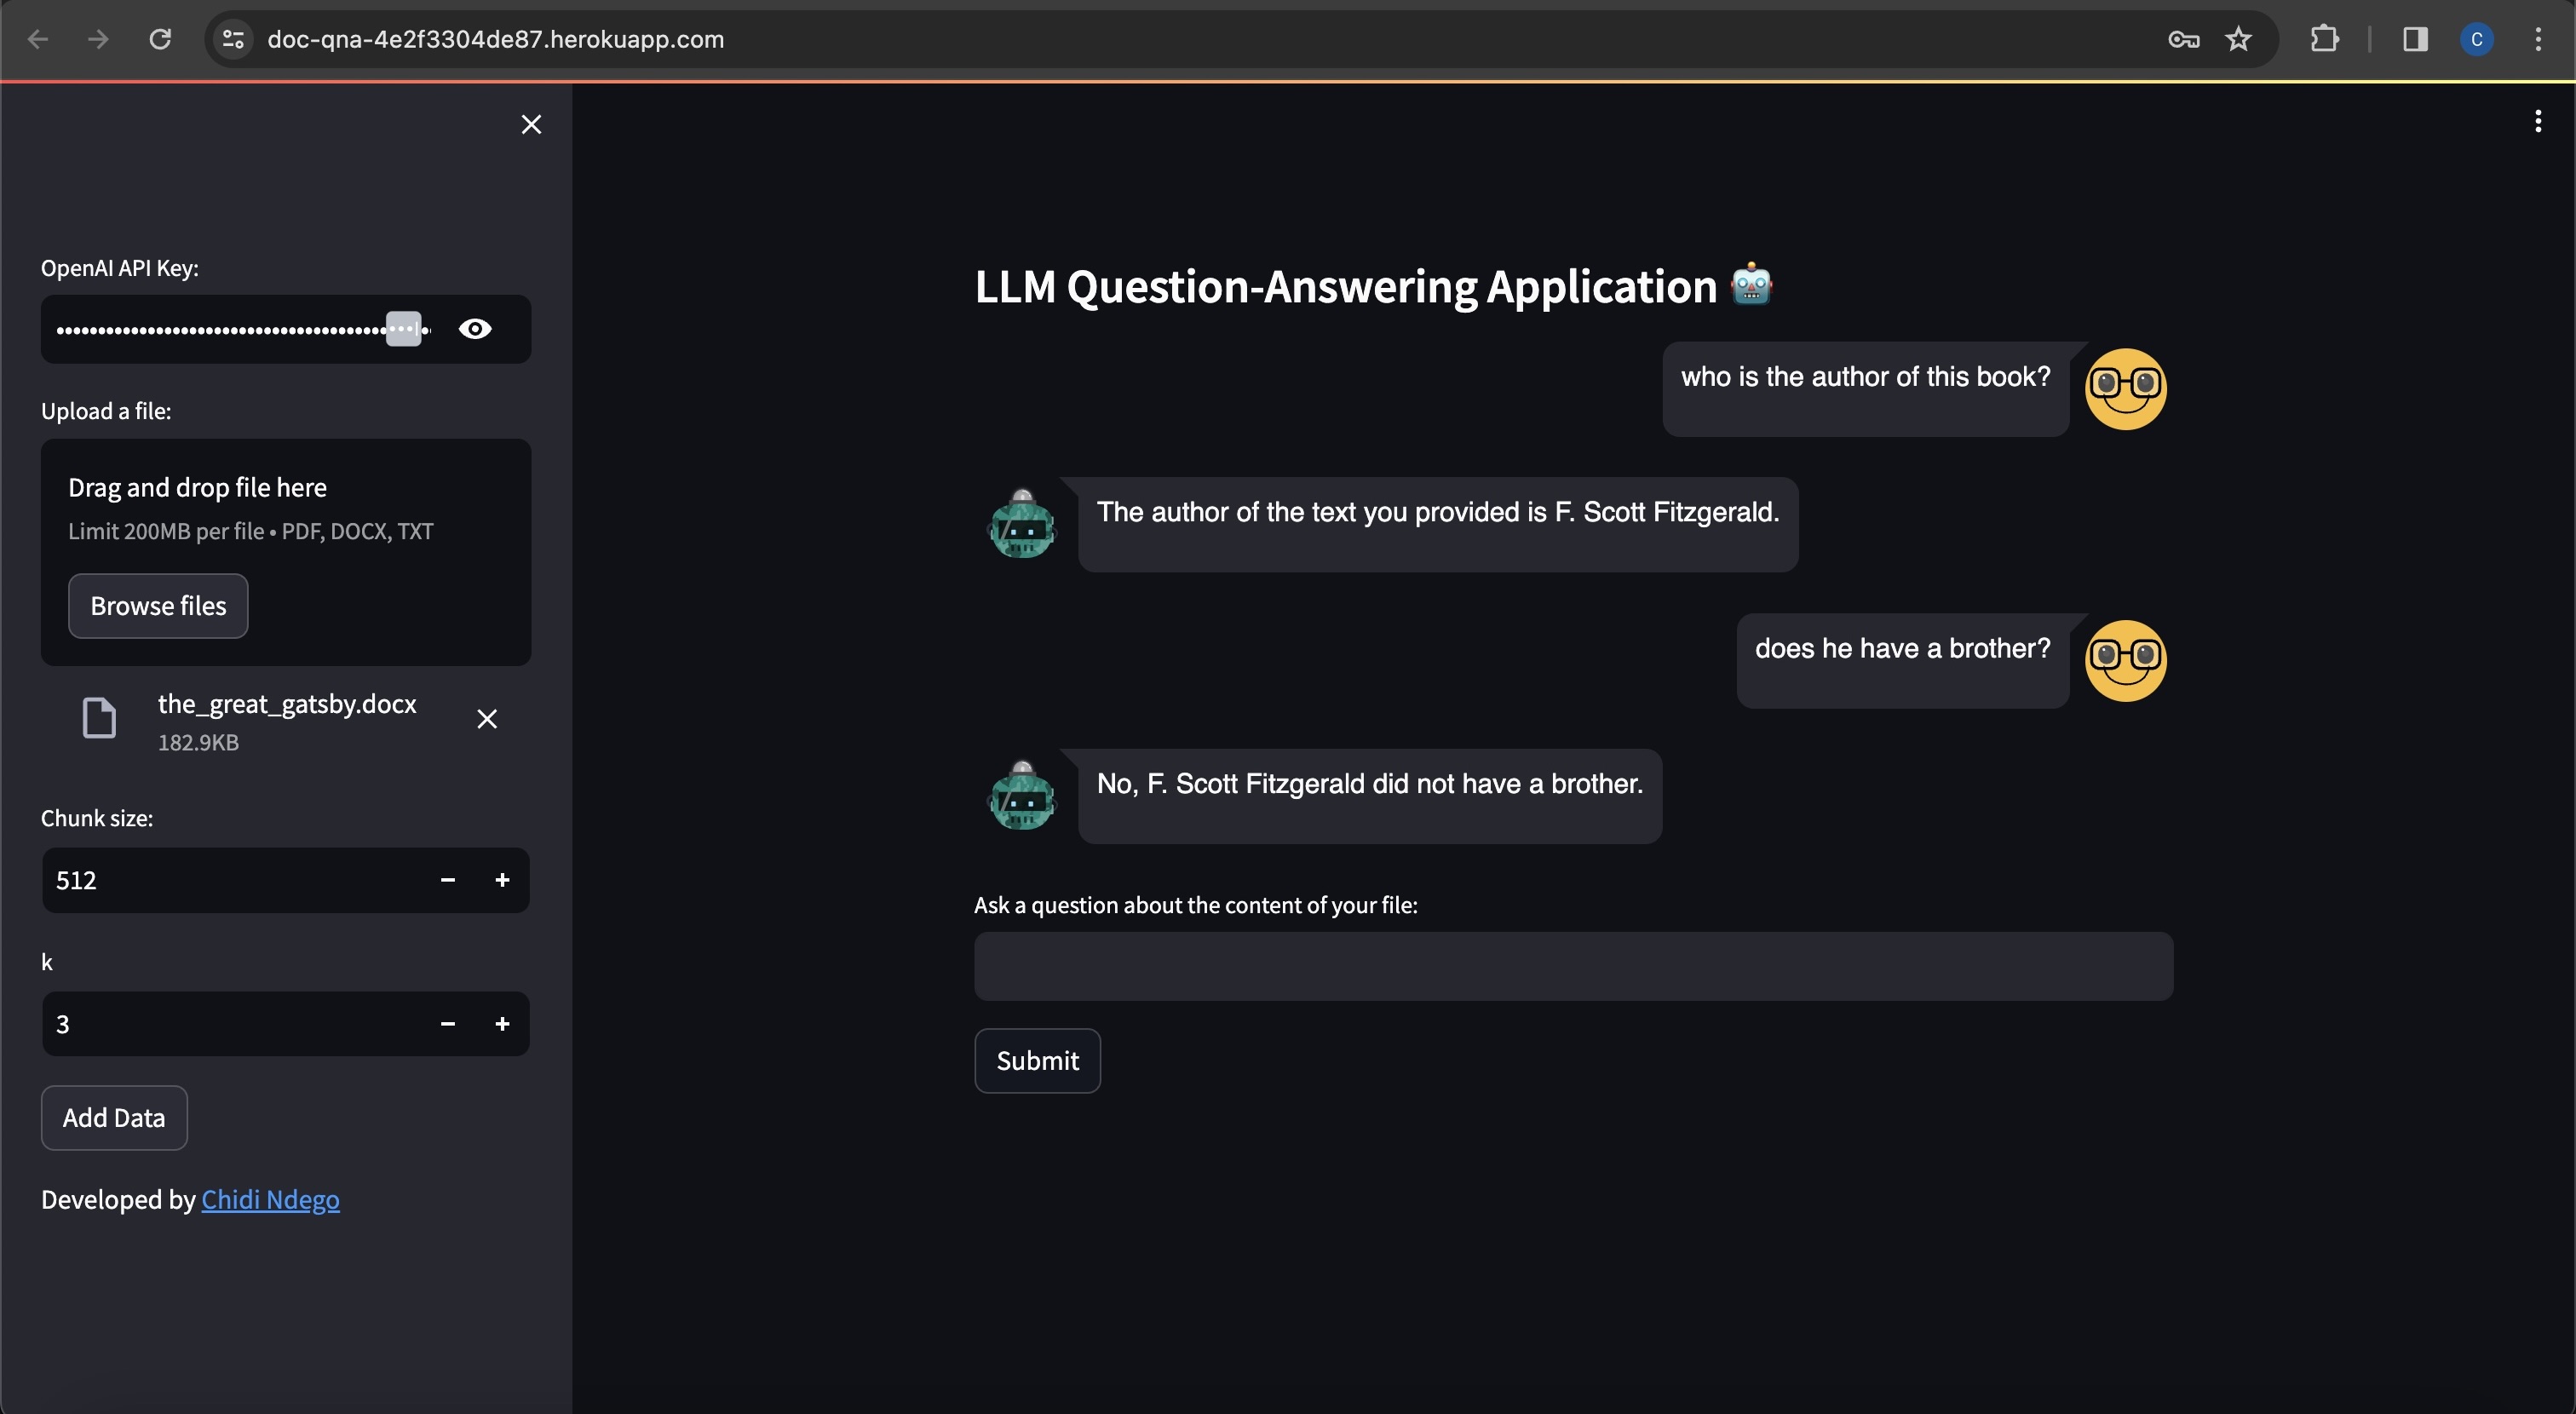 doc-qna-4e2f3304de87.herokuapp.com
C
OpenAI API Key:
Upload a file:
Drag and drop file here
Limit 200MB per file • PDF, DOCX, TXT
Browse files
the_great_gatsby.docx
182.9KB
Chunk size:
512
k
3
Add Data
Developed by Chidi Ndego
LLM Question-Answering Application 🤖
who is the author of this book?
The author of the text you provided is F. Scott Fitzgerald.
does he have a brother?
No, F. Scott Fitzgerald did not have a brother.
Ask a question about the content of your file:
Submit